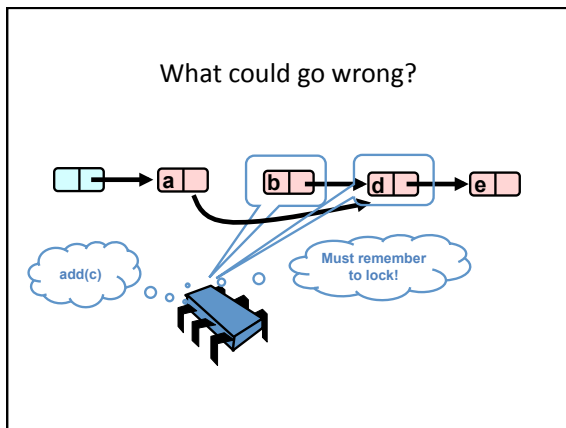 What could go wrong?
a
b
d
e
add(c)
Must remember
to lock!